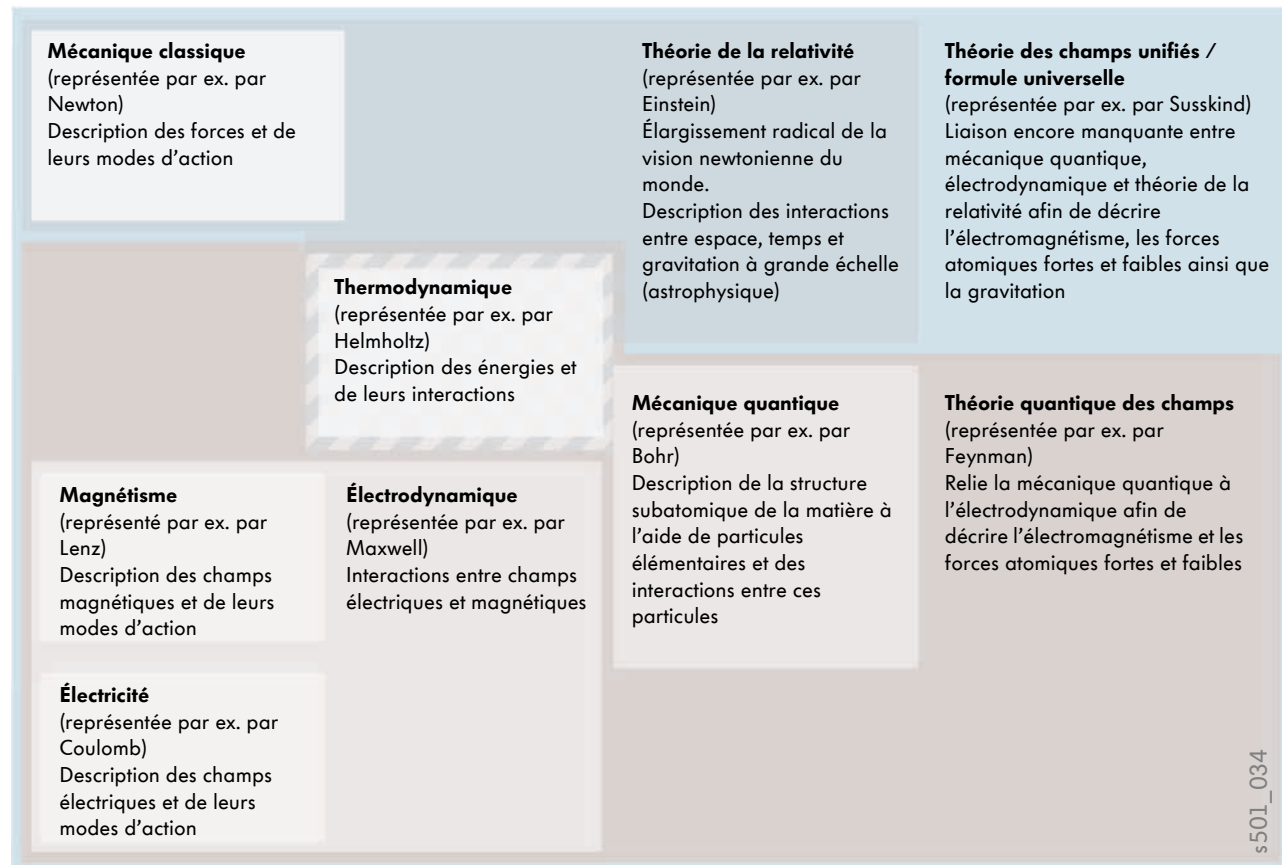 Mécanique classique
(représentée par ex. par
Newton)
Description des forces et de
leurs modes d’action
Théorie de la relativité
(représentée par ex. par
Einstein)
Élargissement radical de la
vision newtonienne du
monde.
Description des interactions
entre espace, temps et
gravitation à grande échelle
(astrophysique)
Théorie des champs unifiés /
formule universelle
(représentée par ex. par Susskind)
Liaison encore manquante entre
mécanique quantique,
électrodynamique et théorie de la
relativité afin de décrire
l’électromagnétisme, les forces
atomiques fortes et faibles ainsi que
la gravitation
Thermodynamique
(représentée par ex. par
Helmholtz)
Description des énergies et
de leurs interactions
Mécanique quantique
(représentée par ex. par
Bohr)
Description de la structure
subatomique de la matière à
l’aide de particules
élémentaires et des
interactions entre ces
particules
Théorie quantique des champs
(représentée par ex. par
Feynman)
Relie la mécanique quantique à
l’électrodynamique afin de
décrire l’électromagnétisme et les
forces atomiques fortes et faibles
Magnétisme
(représenté par ex. par
Lenz)
Description des champs
magnétiques et de leurs
modes d’action
Électrodynamique
(représentée par ex. par
Maxwell)
Interactions entre champs
électriques et magnétiques
Électricité
(représentée par ex. par
Coulomb)
Description des champs
électriques et de leurs
modes d’action
s501_034